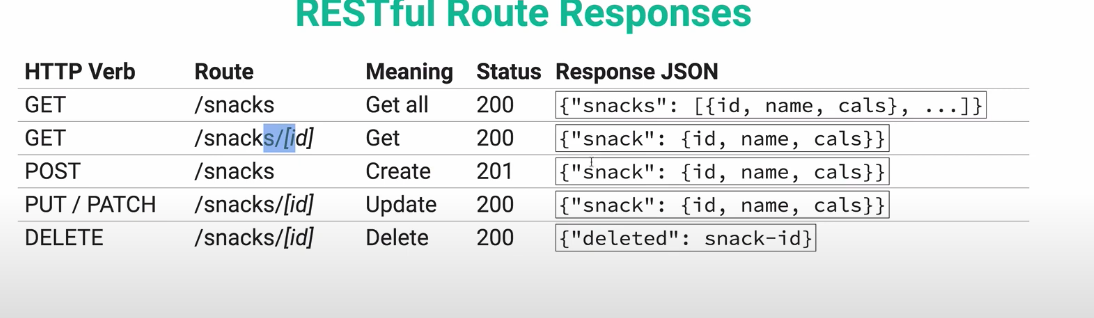 RESTful Route Responses
HTTP Verb Route Meaning Status Response JSON
GET /snacks Get all 200 {"snacks": [{id, name, cals}, ...]}
GET /snacks/[id] Get 200 {"snack": {id, name, cals}}
POST /snacks Create 201 {"snack": {id, name, cals}}
PUT / PATCH /snacks/[id] Update 200 {"snack": {id, name, cals}}
DELETE /snacks/[id] Delete 200 {"deleted": snack-id}